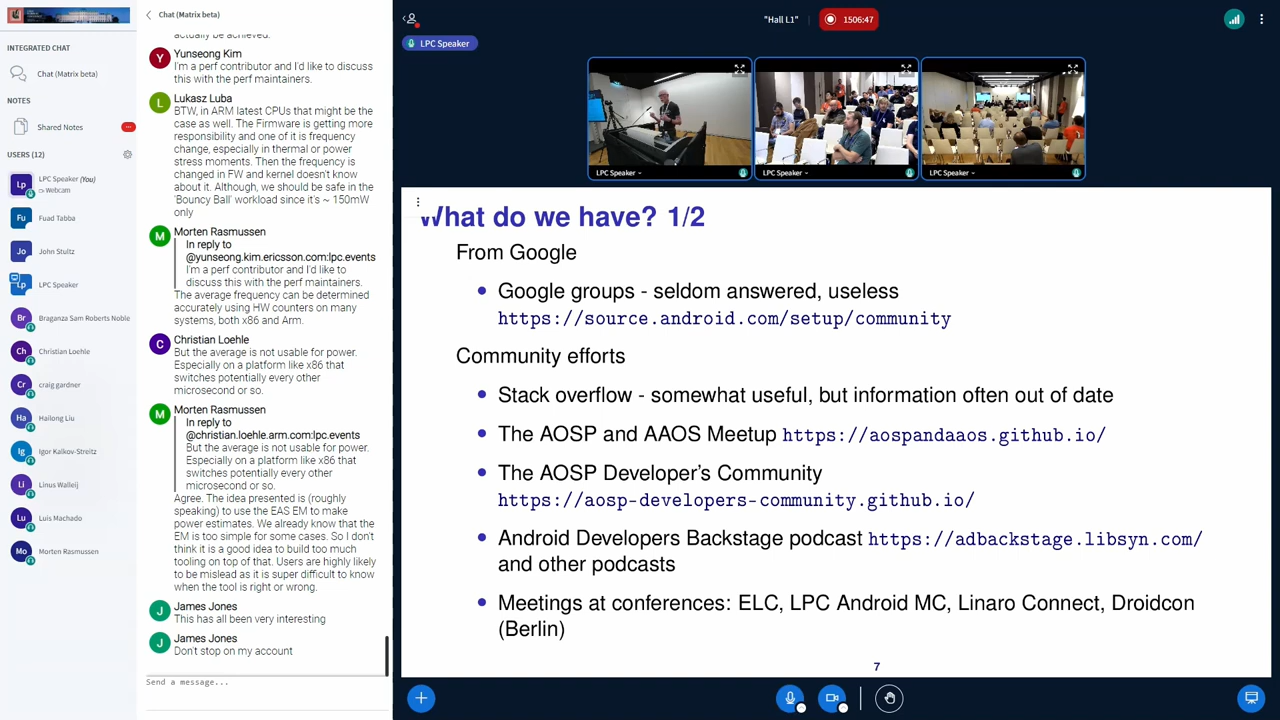 INTEGRATED CHAT
Chat (Matrix beta)
NOTES
Shared Notes
USERS (12)
Lp
LPC Speaker (You)
Webcam
Fu
Fuad Tabba
Jo
John Stultz
Lp
LPC Speaker
Br
Braganza Sam Roberts Noble
Ch
Christian Loehle
Cr
craig gardner
Ha
Hailong Liu
Ig
Igor Kalkov-Streitz
Li
Linus Walleij
Lu
Luis Machado
Mo
Morten Rasmussen
Chat (Matrix beta)
actually be achieved.
Y
Yunseong Kim
I'm a perf contributor and I'd like to discuss
this with the perf maintainers.
L
Lukasz Luba
BTW, in ARM latest CPUs that might be the
case as well. The Firmware is getting more
responsibility and one of it is frequency
change, especially in thermal or power
stress moments. Then the frequency is
changed in FW and kernel doesn't know
about it. Although, we should be safe in the
'Bouncy Ball' workload since it's ~ 150mW
only
M
Morten Rasmussen
In reply to
@yunseong.kim.ericsson.com:lpc.events
I'm a perf contributor and I'd like to
discuss this with the perf maintainers.
The average frequency can be determined
accurately using HW counters on many
systems, both x86 and Arm.
C
Christian Loehle
But the average is not usable for power.
Especially on a platform like x86 that
switches potentially every other
microsecond or so.
M
Morten Rasmussen
In reply to
@christian.loehle.arm.com:lpc.events
But the average is not usable for power.
Especially on a platform like x86 that
switches potentially every other
microsecond or so.
Agree. The idea presented is (roughly
speaking) to use the EAS EM to make
power estimates. We already know that the
EM is too simple for some cases. So I don't
think it is a good idea to build too much
tooling on top of that. Users are highly likely
to be mislead as it is super difficult to know
when the tool is right or wrong.
J
James Jones
This has all been very interesting
J
James Jones
Don't stop on my account
Send a message...
"Hall L1"
1506:47
LPC Speaker
LPC Speaker
LPC Speaker
LPC Speaker
What do we have? 1/2
From Google
• Google groups - seldom answered, useless
https://source.android.com/setup/community
Community efforts
• Stack overflow - somewhat useful, but information often out of date
• The AOSP and AAOS Meetup https://aospandaaos.github.io/
• The AOSP Developer's Community
https://aosp-developers-community.github.io/
• Android Developers Backstage podcast https://adbackstage.libsyn.com/
and other podcasts
• Meetings at conferences: ELC, LPC Android MC, Linaro Connect, Droidcon
(Berlin)
7